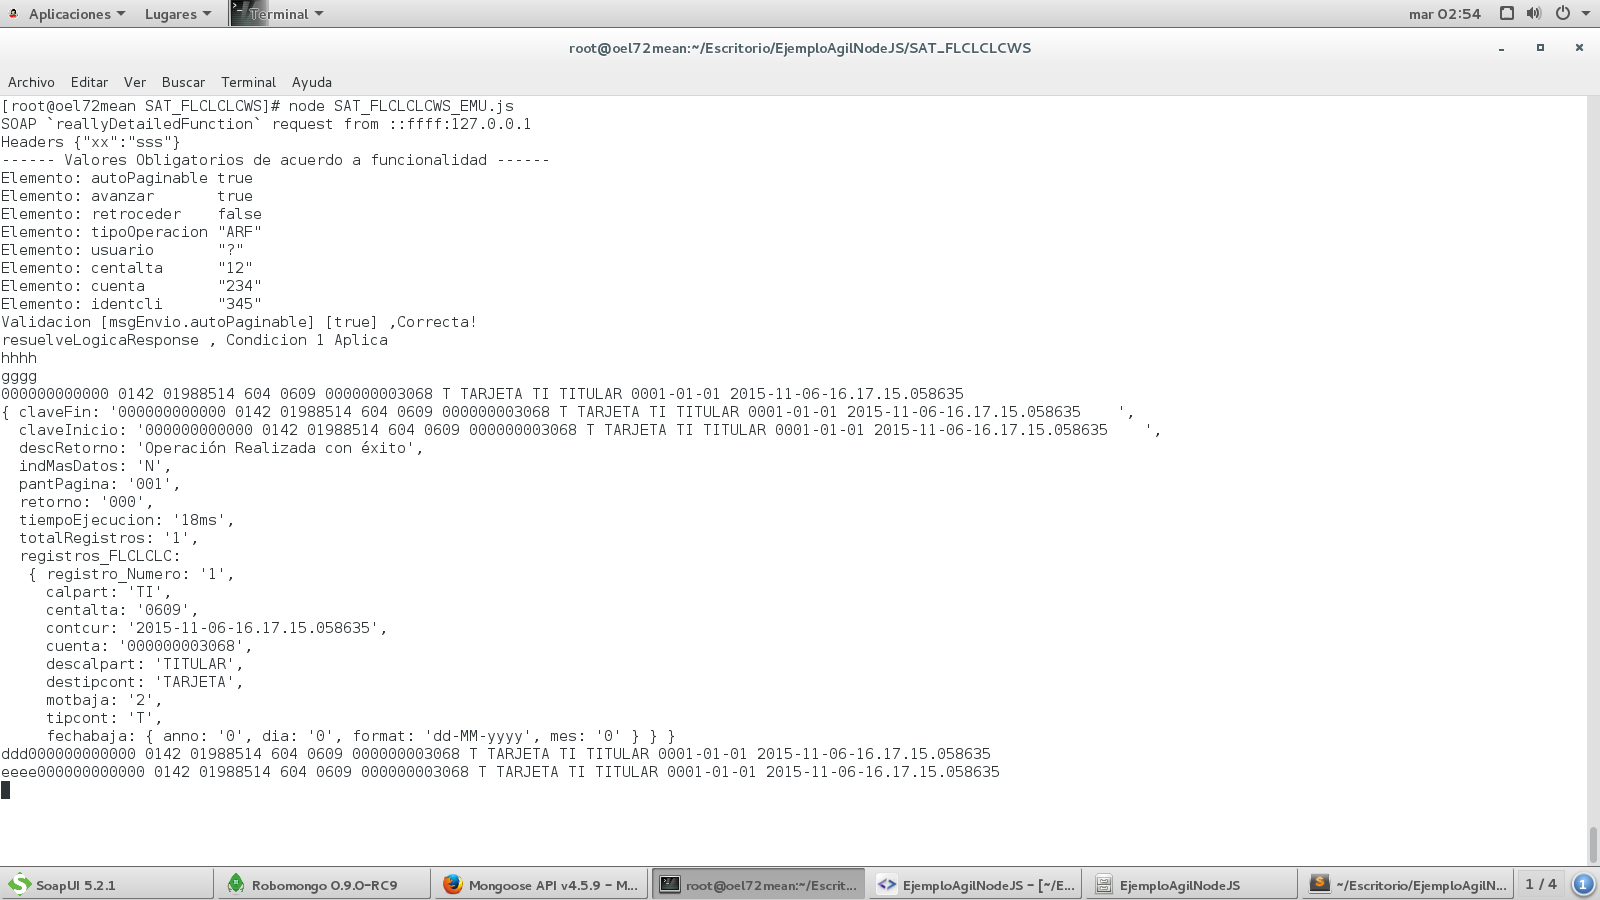 Aplicaciones Lugares Terminal mar 02:54
root@oel72mean:~/Escritorio/EjemploAgilNodeJS/SAT_FLCLCLCWS
Archivo Editar Ver Buscar Terminal Ayuda
[root@oel72mean SAT_FLCLCLCWS]# node SAT_FLCLCLCWS_EMU.js
SOAP `reallyDetailedFunction` request from ::ffff:127.0.0.1
Headers {"xx":"sss"}
------ Valores Obligatorios de acuerdo a funcionalidad ------
Elemento: autoPaginable true
Elemento: avanzar       true
Elemento: retroceder    false
Elemento: tipoOperacion "ARF"
Elemento: usuario       "?"
Elemento: centalta      "12"
Elemento: cuenta        "234"
Elemento: identcli      "345"
Validacion [msgEnvio.autoPaginable] [true] ,Correcta!
resuelveLogicaResponse , Condicion 1 Aplica
hhhh
gggg
000000000000 0142 01988514 604 0609 000000003068 T TARJETA TI TITULAR 0001-01-01 2015-11-06-16.17.15.058635
{ claveFin: '000000000000 0142 01988514 604 0609 000000003068 T TARJETA TI TITULAR 0001-01-01 2015-11-06-16.17.15.058635    ',
  claveInicio: '000000000000 0142 01988514 604 0609 000000003068 T TARJETA TI TITULAR 0001-01-01 2015-11-06-16.17.15.058635    ',
  descRetorno: 'Operación Realizada con éxito',
  indMasDatos: 'N',
  pantPagina: '001',
  retorno: '000',
  tiempoEjecucion: '18ms',
  totalRegistros: '1',
  registros_FLCLCLC:
   { registro_Numero: '1',
     calpart: 'TI',
     centalta: '0609',
     contcur: '2015-11-06-16.17.15.058635',
     cuenta: '000000003068',
     descalpart: 'TITULAR',
     destipcont: 'TARJETA',
     motbaja: '2',
     tipcont: 'T',
     fechabaja: { anno: '0', dia: '0', format: 'dd-MM-yyyy', mes: '0' } } }
ddd000000000000 0142 01988514 604 0609 000000003068 T TARJETA TI TITULAR 0001-01-01 2015-11-06-16.17.15.058635
eeee000000000000 0142 01988514 604 0609 000000003068 T TARJETA TI TITULAR 0001-01-01 2015-11-06-16.17.15.058635
SoapUI 5.2.1 Robomongo 0.9.0-RC9 Mongoose API v4.5.9 - M... root@oel72mean:~/Escrit... EjemploAgilNodeJS - [~/E... EjemploAgilNodeJS ~/Escritorio/EjemploAgilN... 1 / 4 1